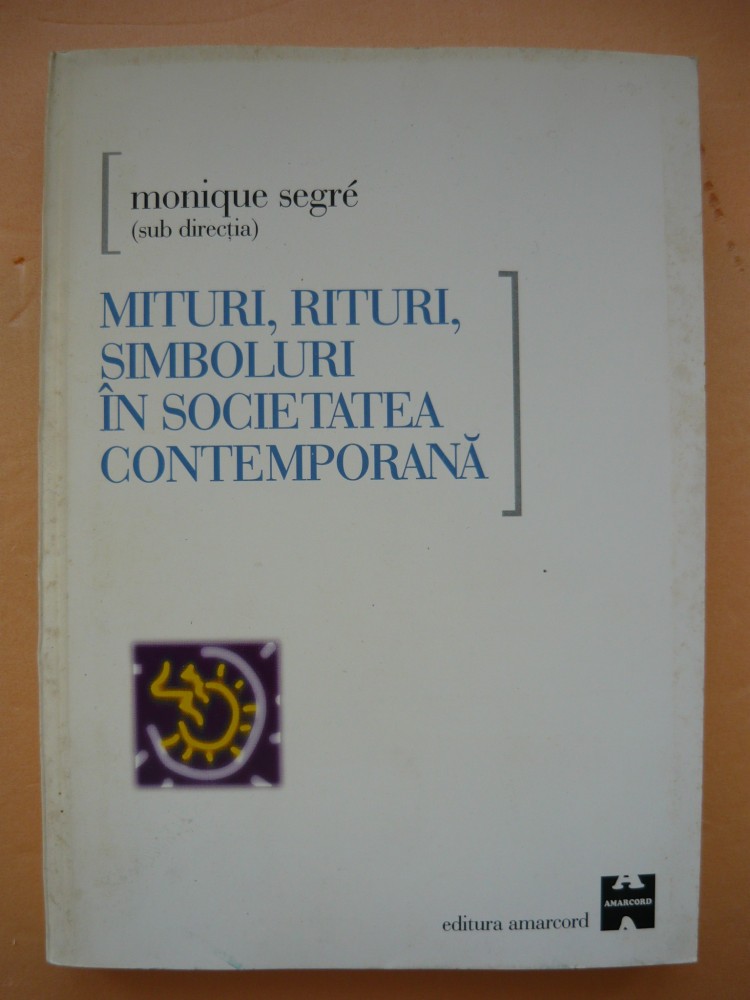 monique segré
(sub direcția)
MITURI, RITURI,
SIMBOLURI
ÎN SOCIETATEA
CONTEMPORANĂ
editura amarcord
A
AMARCORD
A